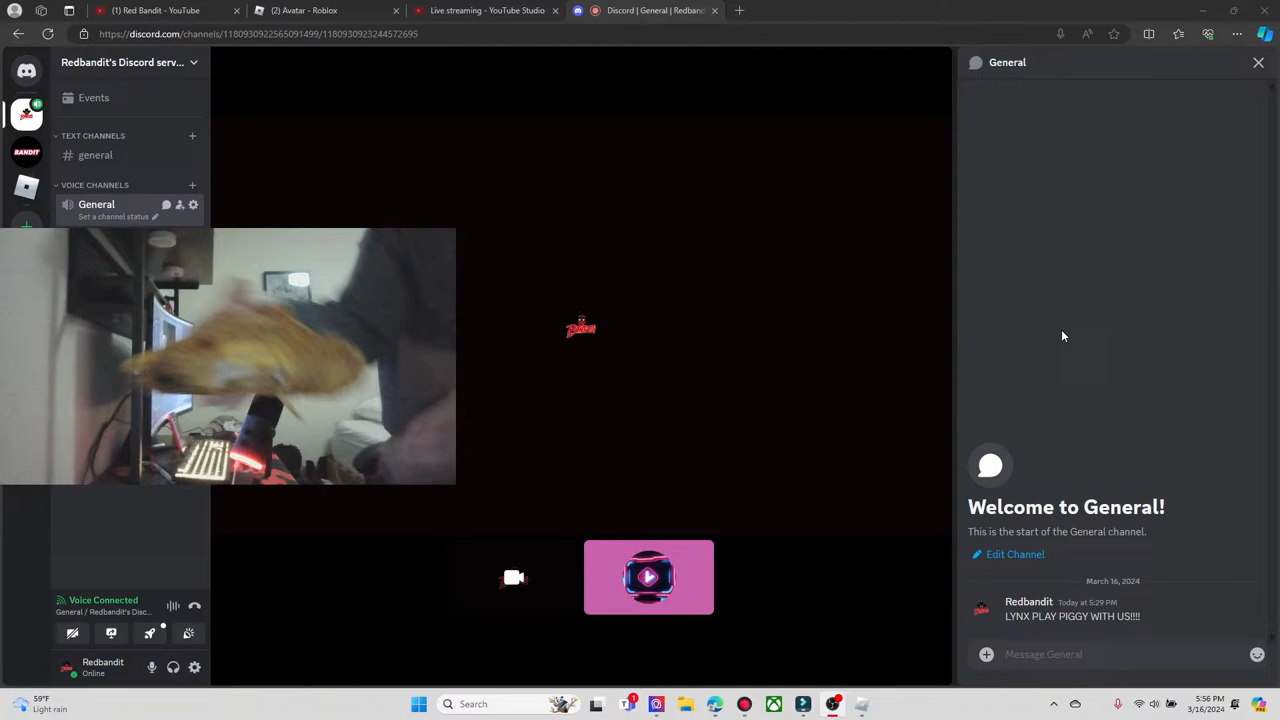 (1) Red Bandit - YouTube
(2) Avatar - Roblox
Live streaming - YouTube Studio
Discord | General | Redband
https://discord.com/channels/1180930922565091499/1180930923244572695
Redbandit's Discord serv...
Events
TEXT CHANNELS
general
VOICE CHANNELS
General
Set a channel status
BANDIT
General
Welcome to General!
This is the start of the General channel.
Edit Channel
March 16, 2024
Redbandit Today at 5:29 PM
LYNX PLAY PIGGY WITH US!!!!
Message General
Voice Connected
General / Redbandit's Disc...
Redbandit
Online
59°F
Light rain
Search
1
5:56 PM
3/16/2024